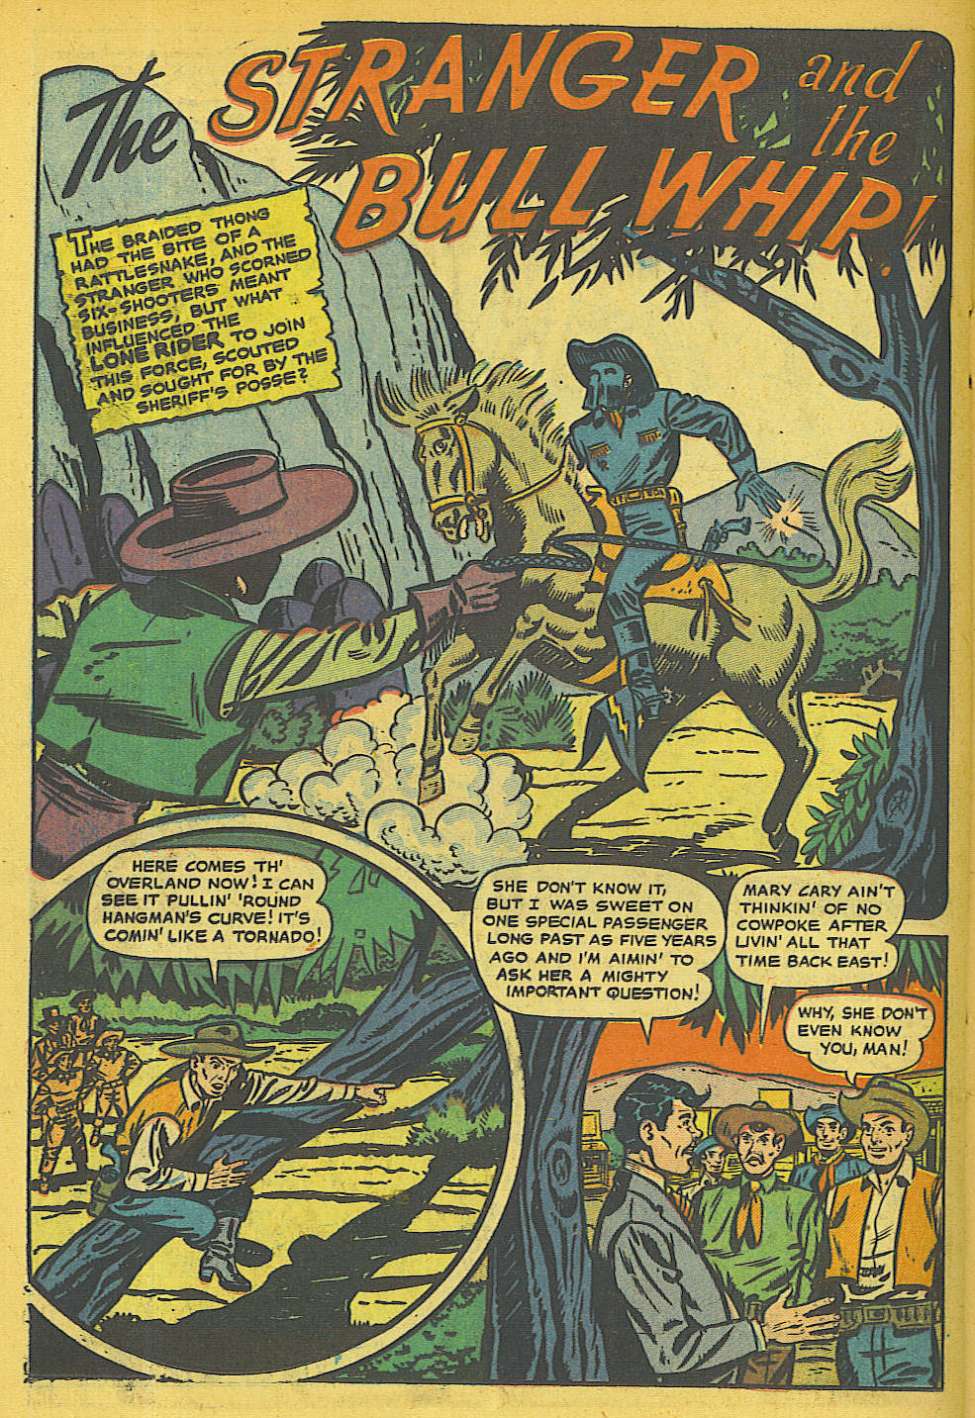 The STRANGER and
the
BULL WHIP!
THE BRAIDED THONG
HAD THE BITE OF A
RATTLESNAKE, AND THE
STRANGER WHO SCORNED
SIX-SHOOTERS MEANT
BUSINESS, BUT WHAT
INFLUENCED THE
LONE RIDER TO JOIN
THIS FORCE, SCOUTED
AND SOUGHT FOR BY THE
SHERIFF'S POSSE?
HERE COMES TH'
OVERLAND NOW! I CAN
SEE IT PULLIN' 'ROUND
HANGMAN'S CURVE! IT'S
COMIN' LIKE A TORNADO!
SHE DON'T KNOW IT,
BUT I WAS SWEET ON
ONE SPECIAL PASSENGER
LONG PAST AS FIVE YEARS
AGO AND I'M AIMIN' TO
ASK HER A MIGHTY
IMPORTANT QUESTION!
MARY CARY AIN'T
THINKIN' OF NO
COWPOKE AFTER
LIVIN' ALL THAT
TIME BACK EAST!
WHY, SHE DON'T
EVEN KNOW
YOU, MAN!